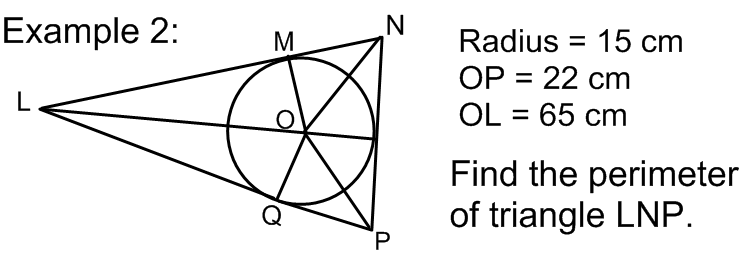 Example 2:
M
N
L
O
Q
P
Radius = 15 cm
OP = 22 cm
OL = 65 cm
Find the perimeter
of triangle LNP.